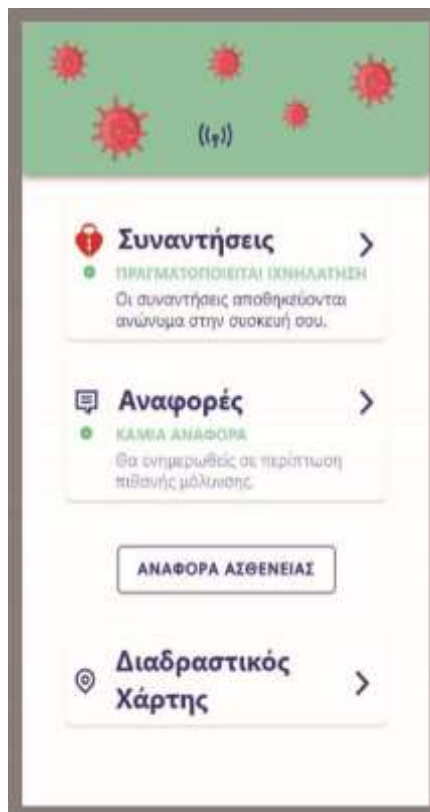 Συναντήσεις
ΠΡΑΓΜΑΤΟΠΟΙΕΙΤΑΙ ΙΧΝΗΛΑΤΗΣΗ
Οι συναντήσεις αποθηκεύονται
ανώνυμα στην συσκευή σου.
Αναφορές
ΚΑΜΙΑ ΑΝΑΦΟΡΑ
Θα ενημερωθείς σε περίπτωση
πιθανής μόλυνσης.
ΑΝΑΦΟΡΑ ΑΣΘΕΝΕΙΑΣ
Διαδραστικός
Χάρτης